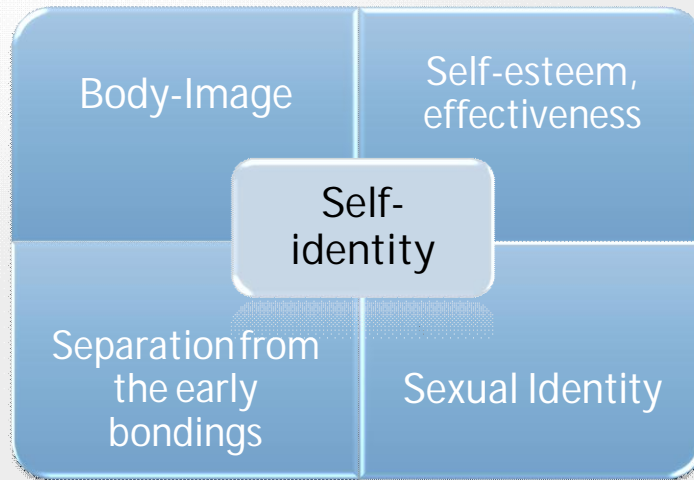 Body-Image
Self-esteem,
effectiveness
Self-
identity
Separation from
the early
bondings
Sexual Identity